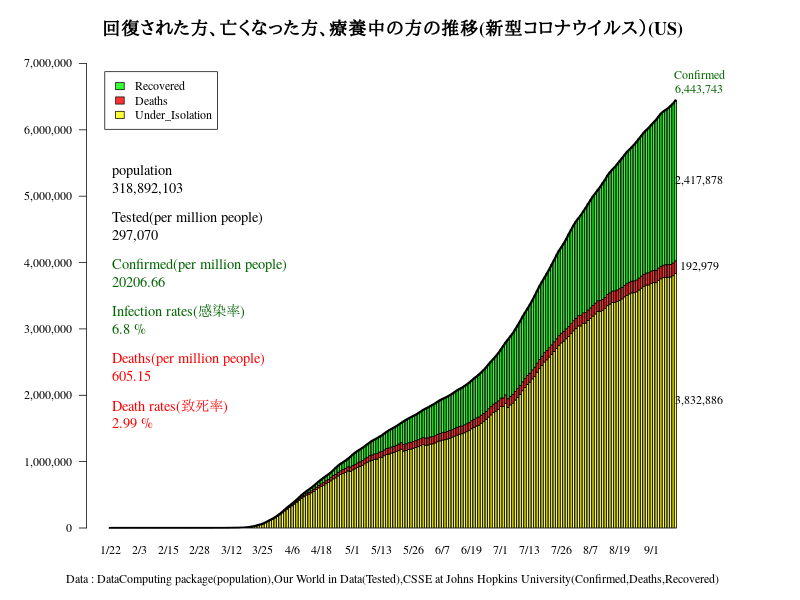 回復された方、亡くなった方、療養中の方の推移(新型コロナウイルス）(US)
7,000,000
6,000,000
5,000,000
4,000,000
3,000,000
2,000,000
1,000,000
0
Recovered
Deaths
Under_Isolation
population
318,892,103
Tested(per million people)
297,070
Confirmed(per million people)
20206.66
Infection rates(感染率)
6.8 %
Deaths(per million people)
605.15
Death rates(致死率)
2.99 %
Confirmed
6,443,743
2,417,878
192,979
3,832,886
1/22 2/3 2/15 2/28 3/12 3/25 4/6 4/18 5/1 5/13 5/26 6/7 6/19 7/1 7/13 7/26 8/7 8/19 9/1
Data : DataComputing package(population),Our World in Data(Tested),CSSE at Johns Hopkins University(Confirmed,Deaths,Recovered)